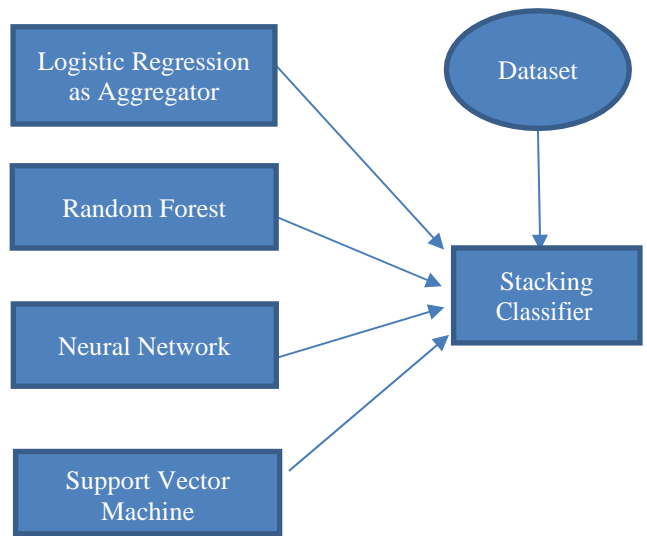 Logistic Regression
as Aggregator
Dataset
Random Forest
Stacking
Classifier
Neural Network
Support Vector
Machine